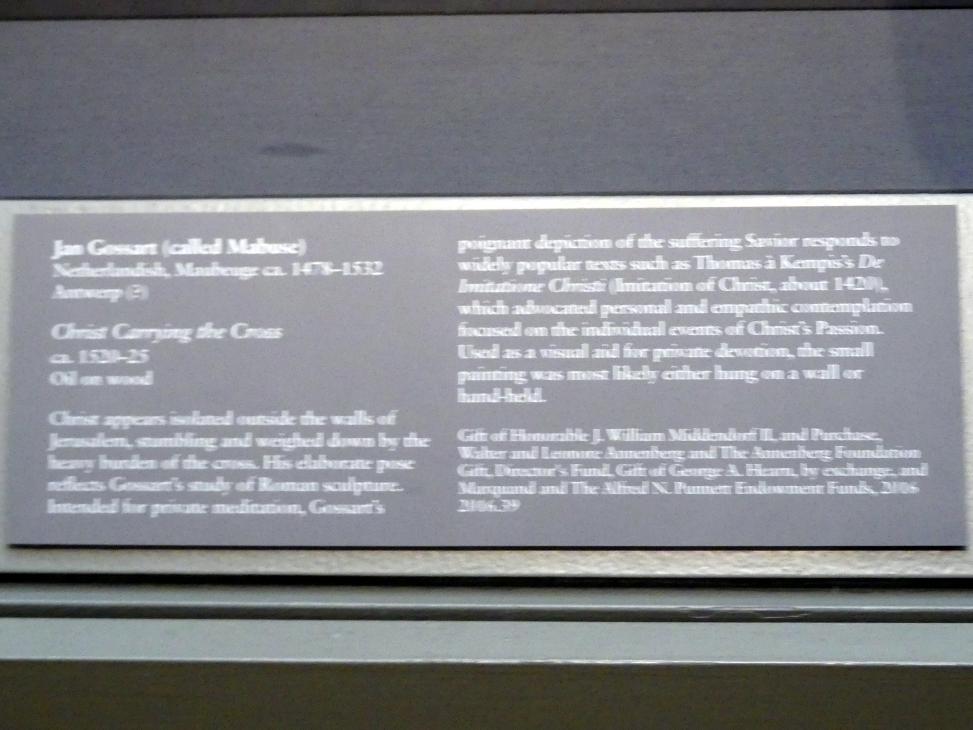 Jan Gossart (called Mabuse)
Netherlandish, Maubeuge ca. 1478–1532
Antwerp (?)
Christ Carrying the Cross
ca. 1520–25
Oil on wood
Christ appears isolated outside the walls of
Jerusalem, stumbling and weighed down by the
heavy burden of the cross. His elaborate pose
reflects Gossart's study of Roman sculpture.
Intended for private meditation, Gossart's
poignant depiction of the suffering Savior responds to
widely popular texts such as Thomas à Kempis's De
Imitatione Christi (Imitation of Christ, about 1420),
which advocated personal and empathic contemplation
focused on the individual events of Christ's Passion.
Used as a visual aid for private devotion, the small
painting was most likely either hung on a wall or
hand-held.
Gift of Honorable J. William Middendorf II, and Purchase,
Walter and Leonore Annenberg and The Annenberg Foundation
Gift, Director's Fund, Gift of George A. Hearn, by exchange, and
Marquand and The Alfred N. Punnett Endowment Funds, 2016
2016.39